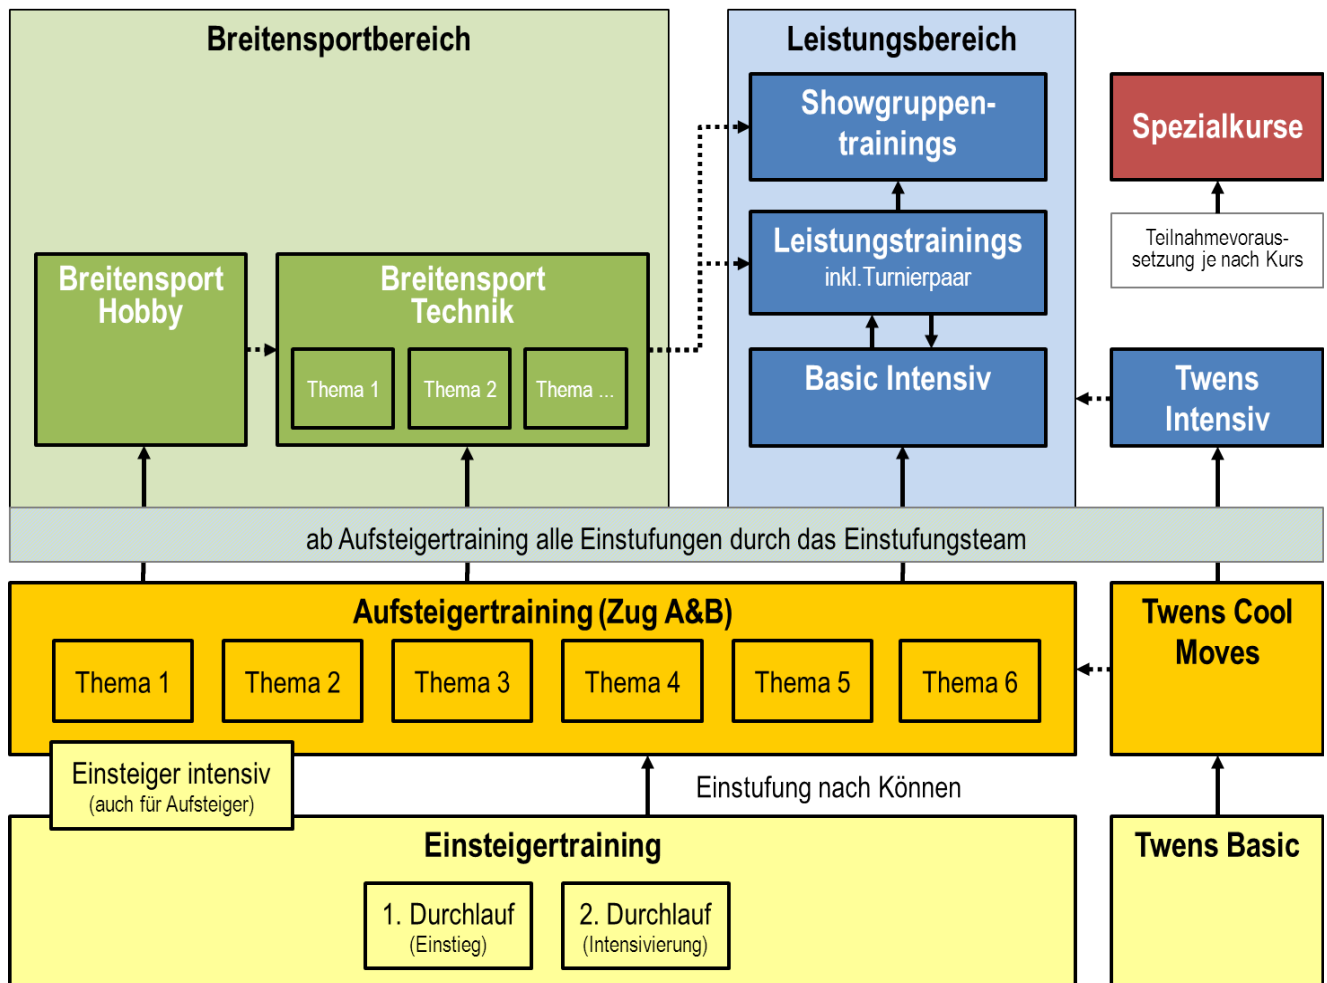 Breitensportbereich
Leistungsbereich
Showgruppen-
trainings
Spezialkurse
Leistungstrainings
inkl.Turnierpaar
Teilnahmevoraus-
setzung je nach Kurs
Breitensport
Hobby
Breitensport
Technik
Thema 1
Thema 2
Thema ...
Basic Intensiv
Twens
Intensiv
ab Aufsteigertraining alle Einstufungen durch das Einstufungsteam
Aufsteigertraining (Zug A&B)
Thema 1
Thema 2
Thema 3
Thema 4
Thema 5
Thema 6
Twens Cool
Moves
Einsteiger intensiv
(auch für Aufsteiger)
Einstufung nach Können
Einsteigertraining
1. Durchlauf
(Einstieg)
2. Durchlauf
(Intensivierung)
Twens Basic